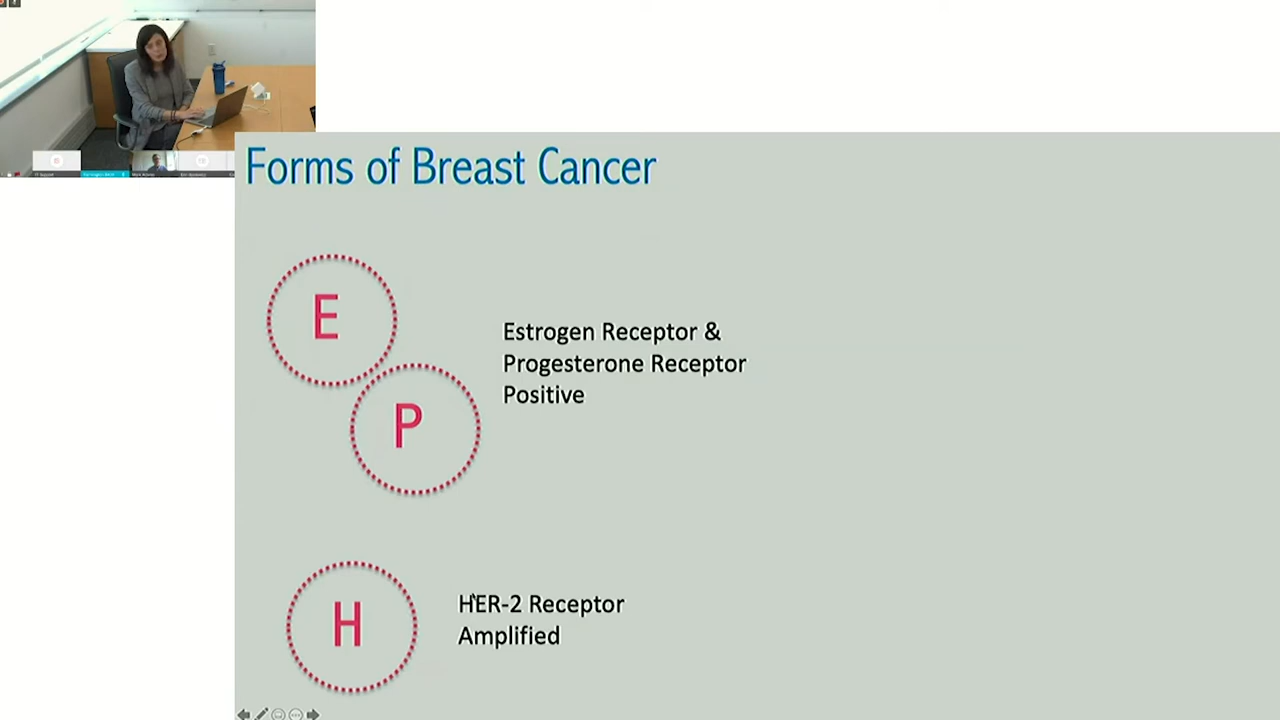 Forms of Breast Cancer
E
P
Estrogen Receptor &
Progesterone Receptor
Positive
H
HER-2 Receptor
Amplified